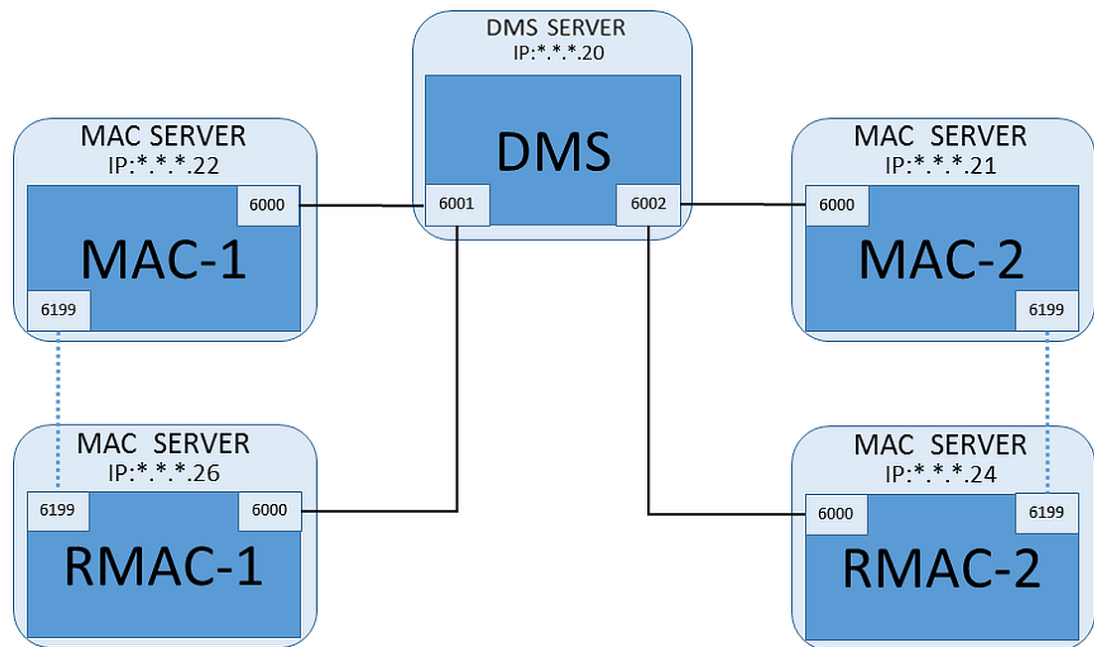 DMS SERVER
IP:*.*.*.20
DMS
6001
6002
MAC SERVER
IP:*.*.*.22
6000
MAC-1
6199
MAC SERVER
IP:*.*.*.21
6000
MAC-2
6199
MAC SERVER
IP:*.*.*.26
6199
6000
RMAC-1
MAC SERVER
IP:*.*.*.24
6000
6199
RMAC-2